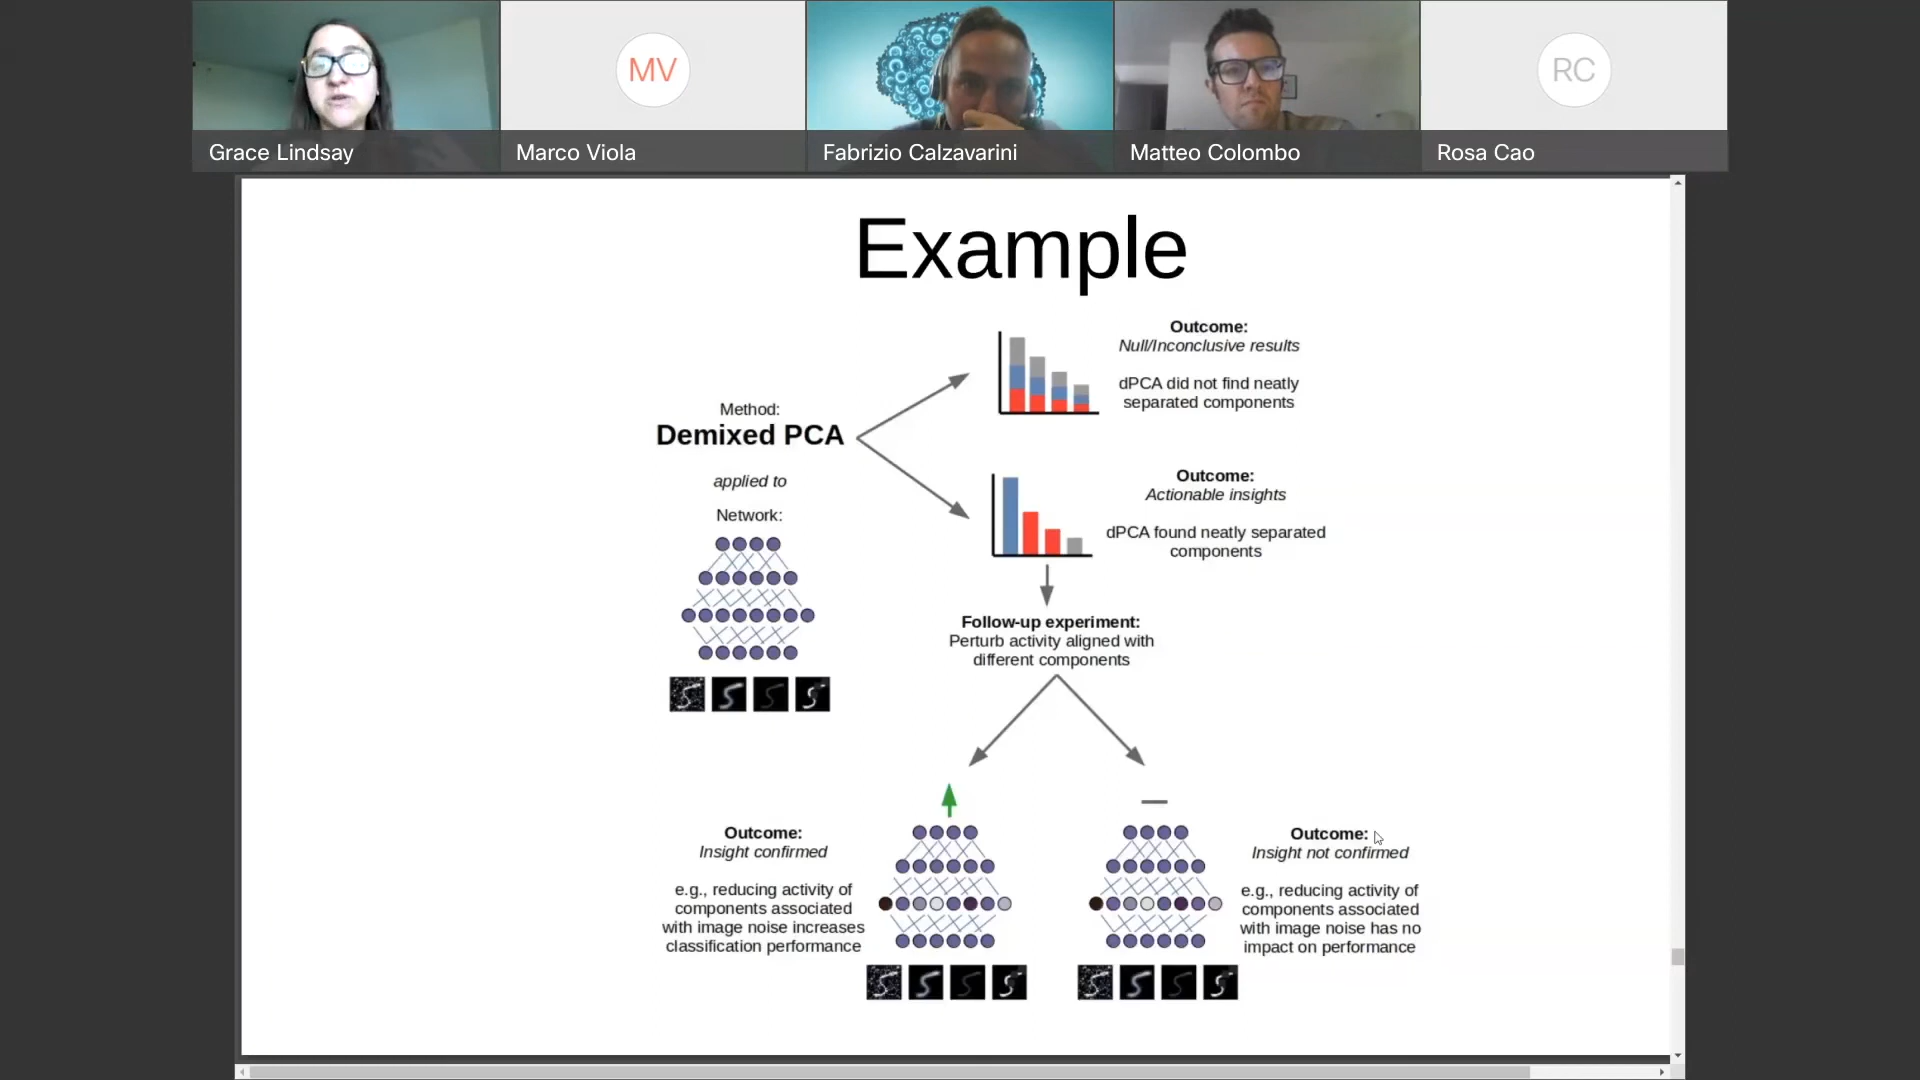 MV
RC
Grace Lindsay
Marco Viola
Fabrizio Calzavarini
Matteo Colombo
Rosa Cao
Example
Method:
Demixed PCA
applied to
Network:
Outcome:
Null/Inconclusive results
dPCA did not find neatly
separated components
Outcome:
Actionable insights
dPCA found neatly separated
components
Follow-up experiment:
Perturb activity aligned with
different components
Outcome:
Insight confirmed
e.g., reducing activity of
components associated
with image noise increases
classification performance
Outcome:
Insight not confirmed
e.g., reducing activity of
components associated
with image noise has no
impact on performance